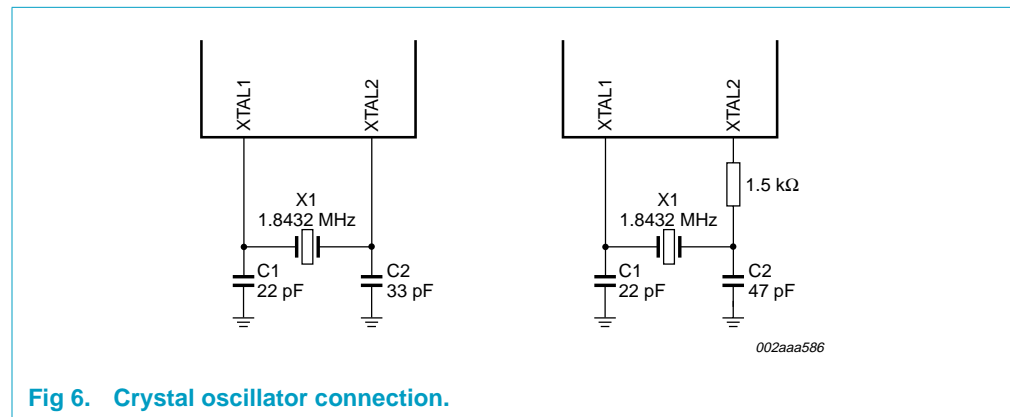 XTAL1
XTAL2
X1
1.8432 MHz
C1
22 pF
C2
33 pF
XTAL1
XTAL2
1.5 kΩ
X1
1.8432 MHz
C1
22 pF
C2
47 pF
002aaa586
Fig 6. Crystal oscillator connection.